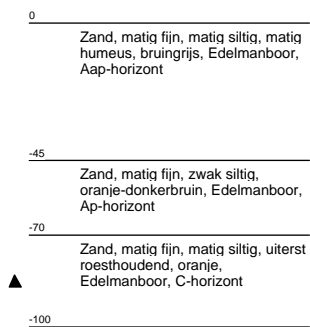 0
Zand, matig fijn, matig siltig, matig
humeus, bruingrijs, Edelmanboor,
Aap-horizont
-45
Zand, matig fijn, zwak siltig,
oranje-donkerbruin, Edelmanboor,
Ap-horizont
-70
Zand, matig fijn, matig siltig, uiterst
roesthoudend, oranje,
Edelmanboor, C-horizont
-100